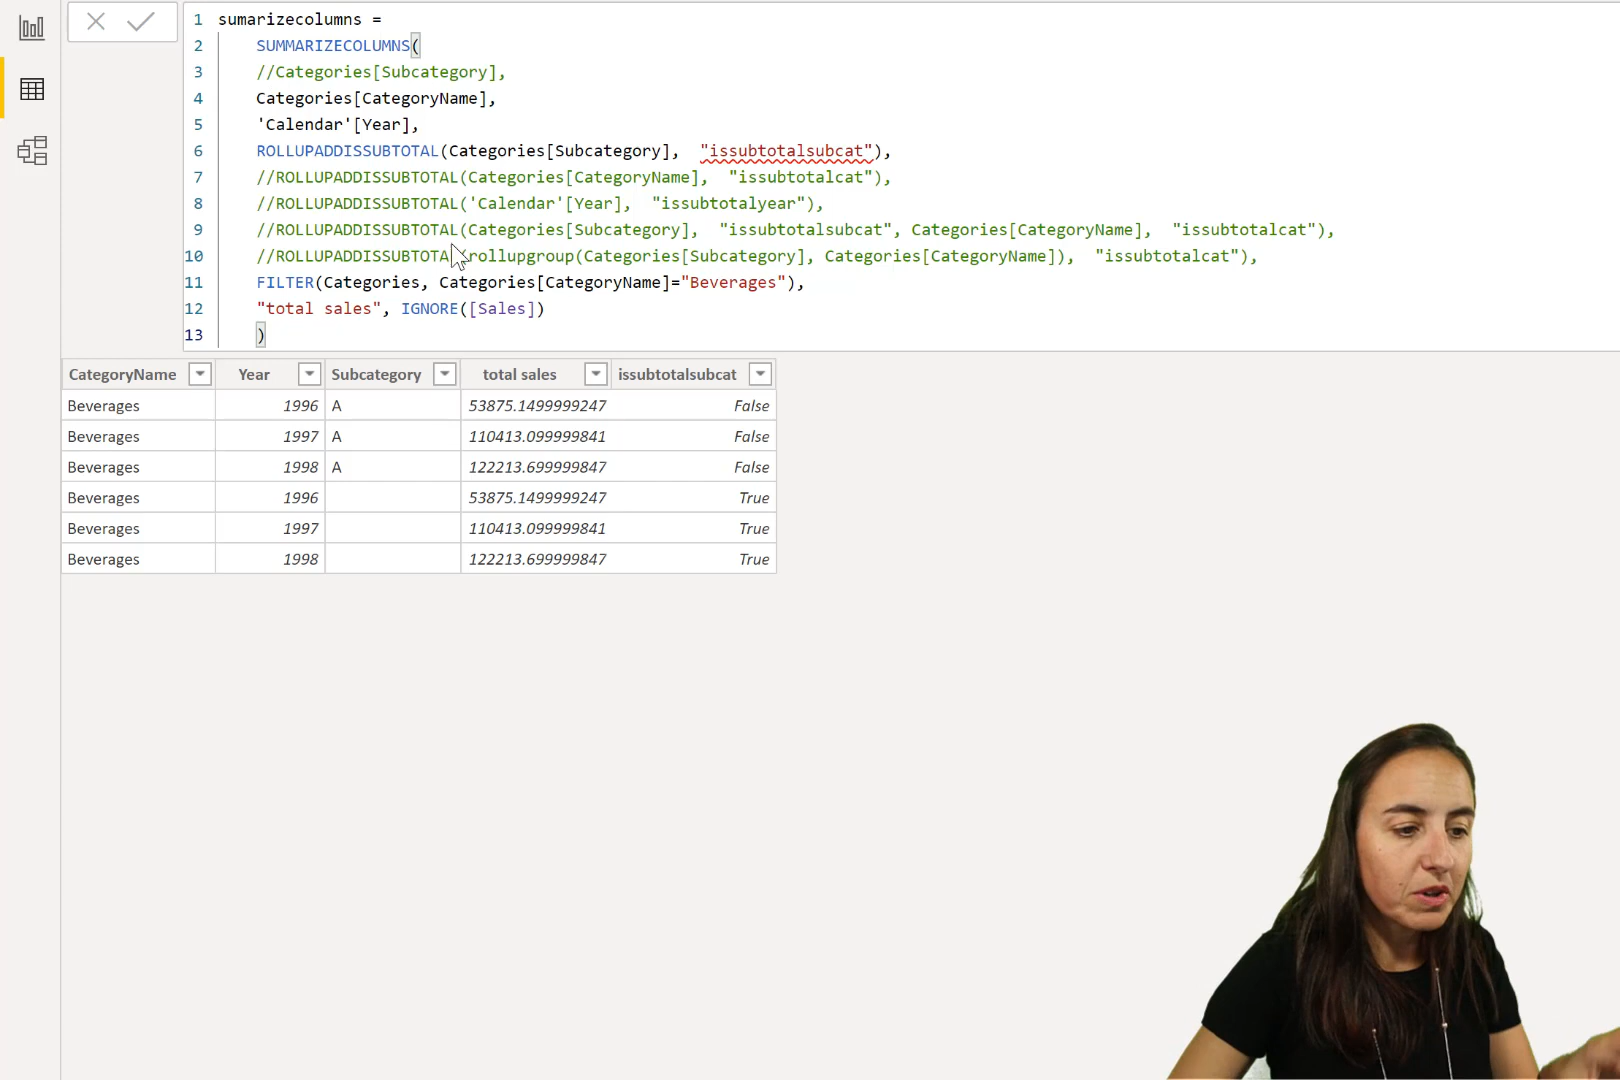 1 sumarizecolumns =
2 SUMMARIZECOLUMNS(
3 //Categories[Subcategory],
4 Categories[CategoryName],
5 'Calendar'[Year],
6 ROLLUPADDISSUBTOTAL(Categories[Subcategory], "issubtotalsubcat"),
7 //ROLLUPADDISSUBTOTAL(Categories[CategoryName], "issubtotalcat"),
8 //ROLLUPADDISSUBTOTAL('Calendar'[Year], "issubtotalyear"),
9 //ROLLUPADDISSUBTOTAL(Categories[Subcategory], "issubtotalsubcat", Categories[CategoryName], "issubtotalcat"),
10 //ROLLUPADDISSUBTOTAL(rollupgroup(Categories[Subcategory], Categories[CategoryName]), "issubtotalcat"),
11 FILTER(Categories, Categories[CategoryName]="Beverages"),
12 "total sales", IGNORE([Sales])
13 )
CategoryName Year Subcategory total sales issubtotalsubcat
Beverages 1996 A 53875.1499999247 False
Beverages 1997 A 110413.099999841 False
Beverages 1998 A 122213.699999847 False
Beverages 1996 53875.1499999247 True
Beverages 1997 110413.099999841 True
Beverages 1998 122213.699999847 True